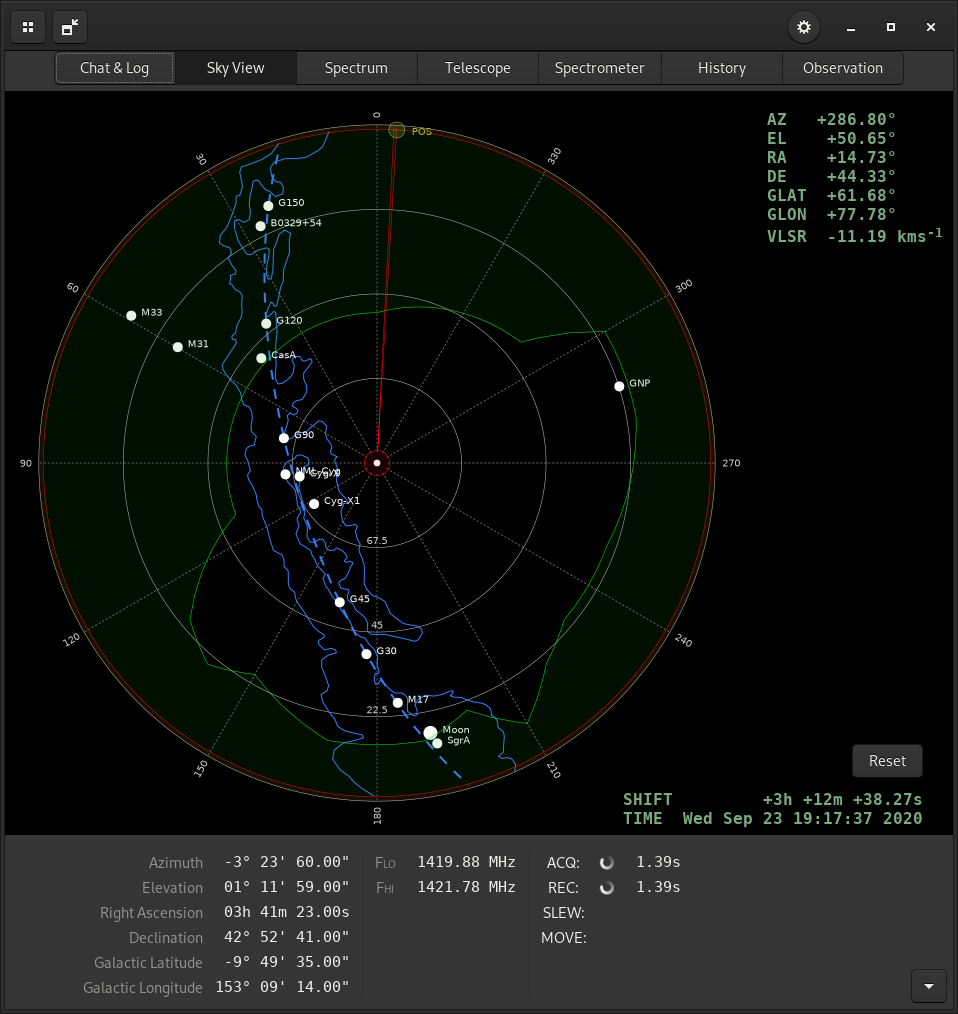 Chat & Log
Sky View
Spectrum
Telescope
Spectrometer
History
Observation
AZ +286.80°
EL +50.65°
RA +14.73°
DE +44.33°
GLAT +61.68°
GLON +77.78°
VLSR -11.19 kms-1
0
POS
30
330
G150
B0329+54
60
300
M33
G120
M31
CasA
GNP
G90
90
270
NML-Cyg
Cyg-X1
67.5
G45
45
120
240
G30
M17
22.5
Moon
SgrA
150
210
180
Reset
SHIFT +3h +12m +38.27s
TIME Wed Sep 23 19:17:37 2020
Azimuth -3° 23' 60.00"
Elevation 01° 11' 59.00"
Right Ascension 03h 41m 23.00s
Declination 42° 52' 41.00"
Galactic Latitude -9° 49' 35.00"
Galactic Longitude 153° 09' 14.00"
FLO 1419.88 MHz
FHI 1421.78 MHz
ACQ: 1.39s
REC: 1.39s
SLEW:
MOVE: